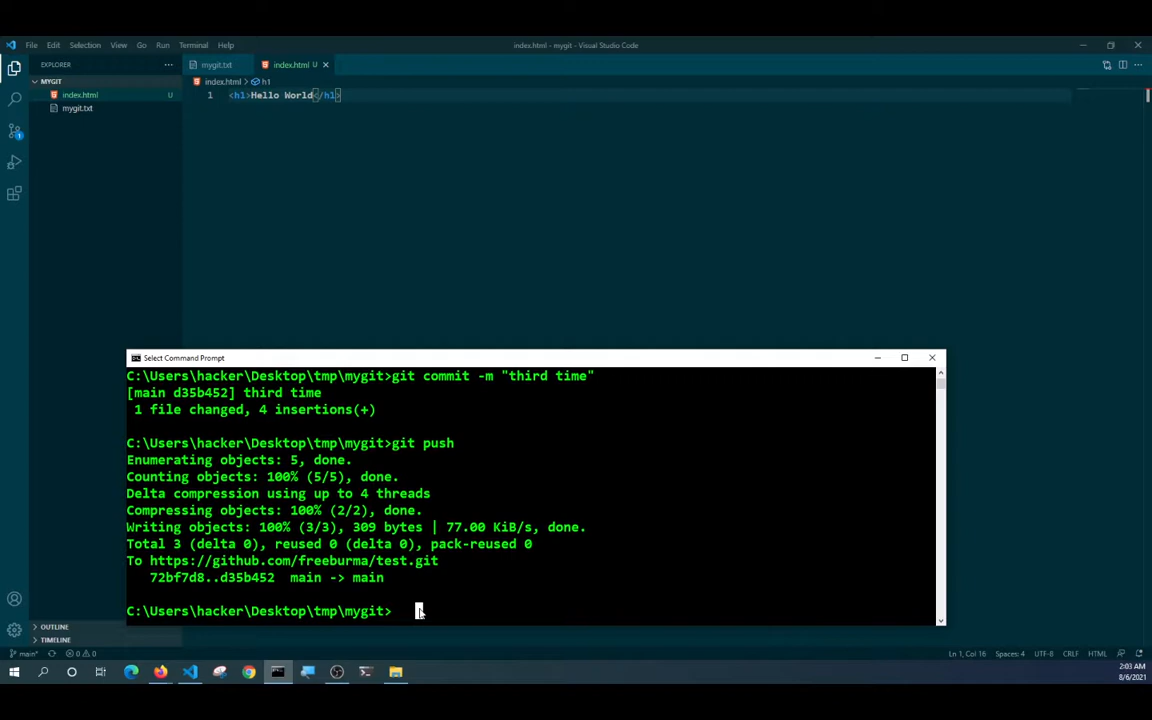 File Edit Selection View Go Run Terminal Help
index.html - mygit - Visual Studio Code
EXPLORER
mygit.txt
index.html U
MYGIT
index.html > h1
index.html U
mygit.txt
1 <h1>Hello World</h1>
1
Select Command Prompt
C:\Users\hacker\Desktop\tmp\mygit>git commit -m "third time"
[main d35b452] third time
1 file changed, 4 insertions(+)
C:\Users\hacker\Desktop\tmp\mygit>git push
Enumerating objects: 5, done.
Counting objects: 100% (5/5), done.
Delta compression using up to 4 threads
Compressing objects: 100% (2/2), done.
Writing objects: 100% (3/3), 309 bytes | 77.00 KiB/s, done.
Total 3 (delta 0), reused 0 (delta 0), pack-reused 0
To https://github.com/freeburma/test.git
72bf7d8..d35b452 main -> main
C:\Users\hacker\Desktop\tmp\mygit>
OUTLINE
TIMELINE
main* 0 0
Ln 1, Col 16 Spaces: 4 UTF-8 CRLF HTML
2:03 AM
8/6/2021